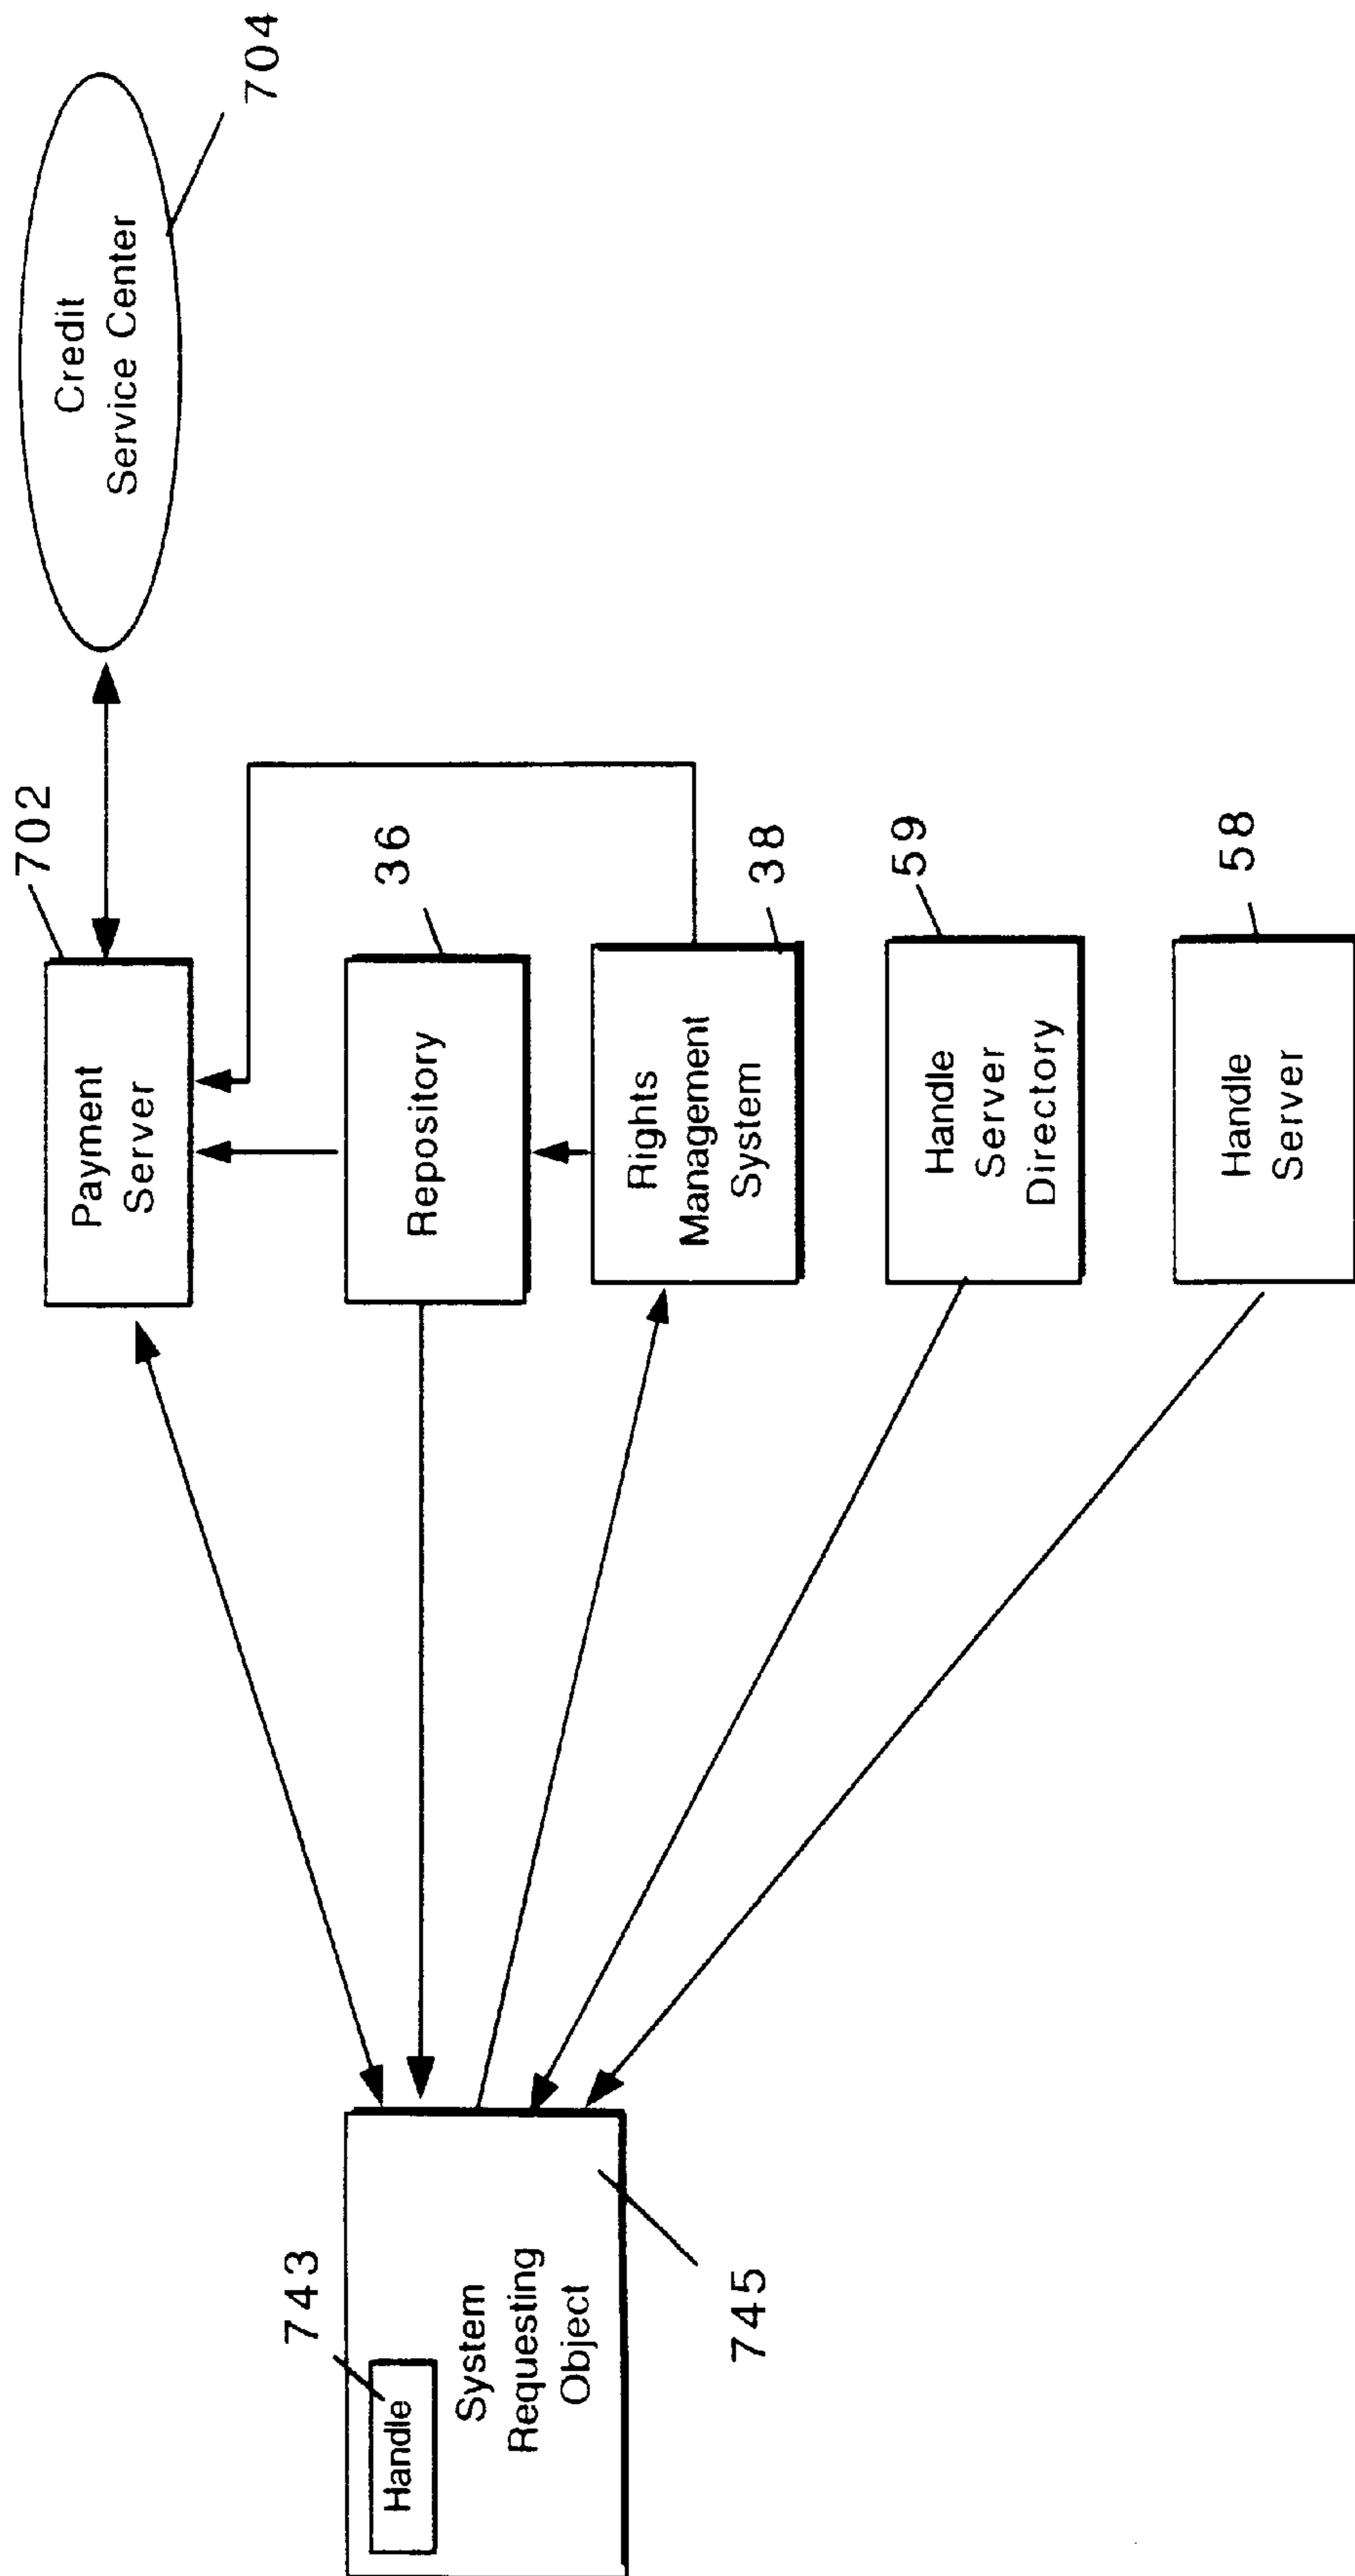 Credit
Service Center
704
702
Payment
Server
36
Repository
38
Rights
Management
System
59
Handle
Server
Directory
58
Handle
Server
743
Handle
System
Requesting
Object
745